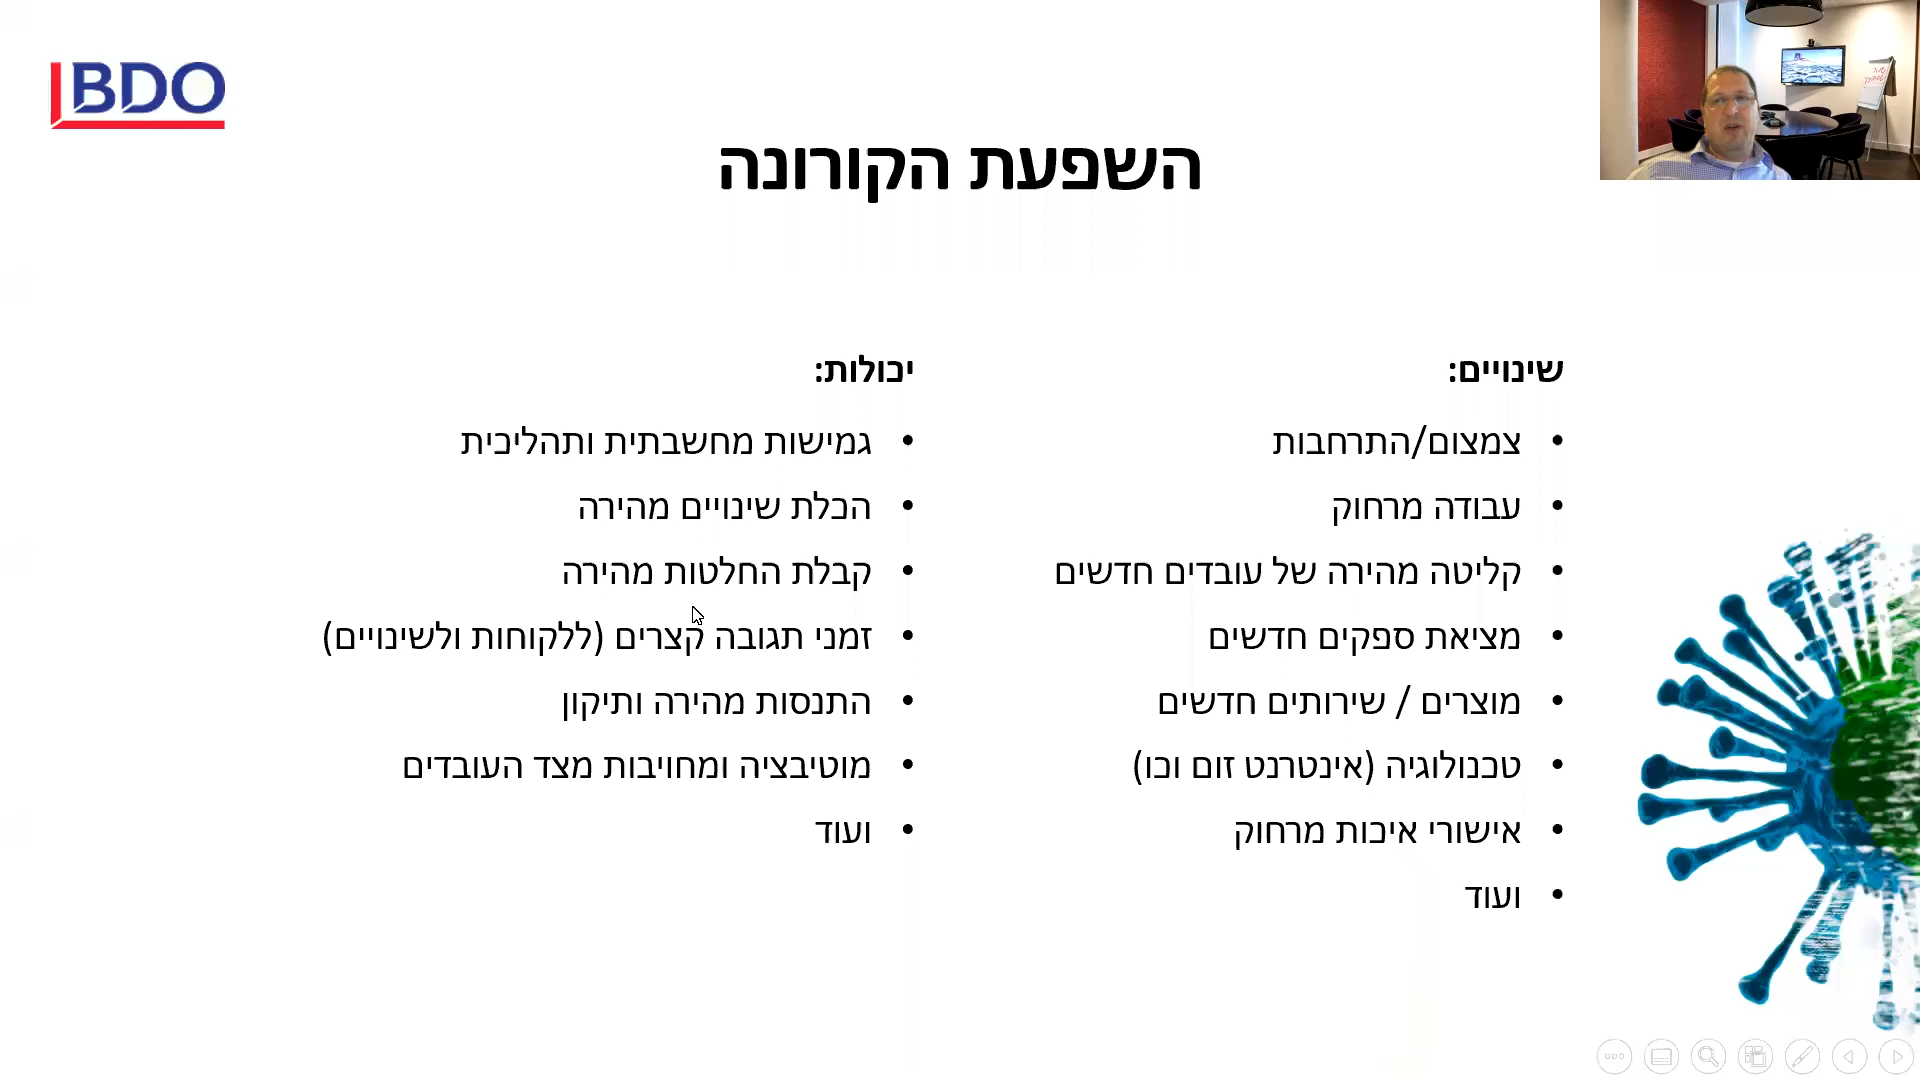 BDO
השפעת הקורונה
שינויים:
• צמצום/התרחבות
• עבודה מרחוק
• קליטה מהירה של עובדים חדשים
• מציאת ספקים חדשים
• מוצרים / שירותים חדשים
• טכנולוגיה (אינטרנט זום וכו)
• אישורי איכות מרחוק
• ועוד
יכולות:
• גמישות מחשבתית ותהליכית
• הכלת שינויים מהירה
• קבלת החלטות מהירה
• זמני תגובה קצרים (ללקוחות ולשינויים)
• התנסות מהירה ותיקון
• מוטיבציה ומחויבות מצד העובדים
• ועוד